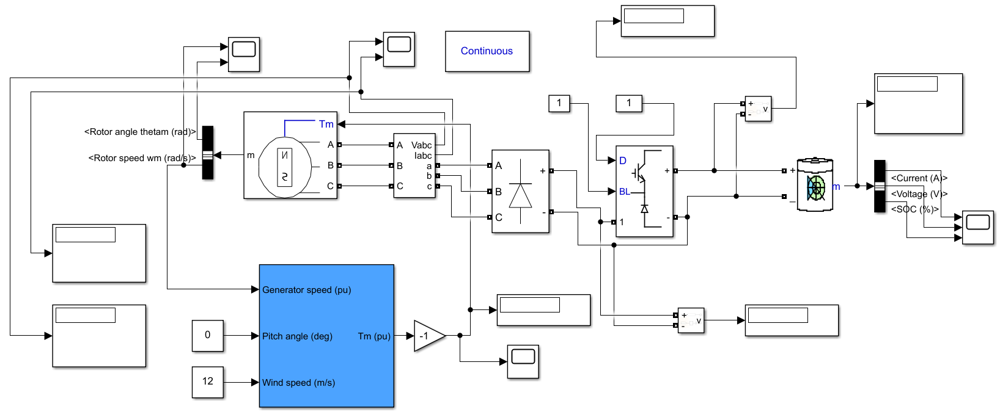 Continuous
1
1
+
-
v
<Rotor angle thetam (rad)>
<Rotor speed wm (rad/s)>
m
Tm
A
B
C
N
S
A
B
C
Vabc
Iabc
a
b
c
A
B
C
+
-
D
BL
1
+
-
+
–
m
<Current (A)>
<Voltage (V)>
<SOC (%)>
Generator speed (pu)
Pitch angle (deg)
Wind speed (m/s)
Tm (pu)
0
12
-1
+
-
v